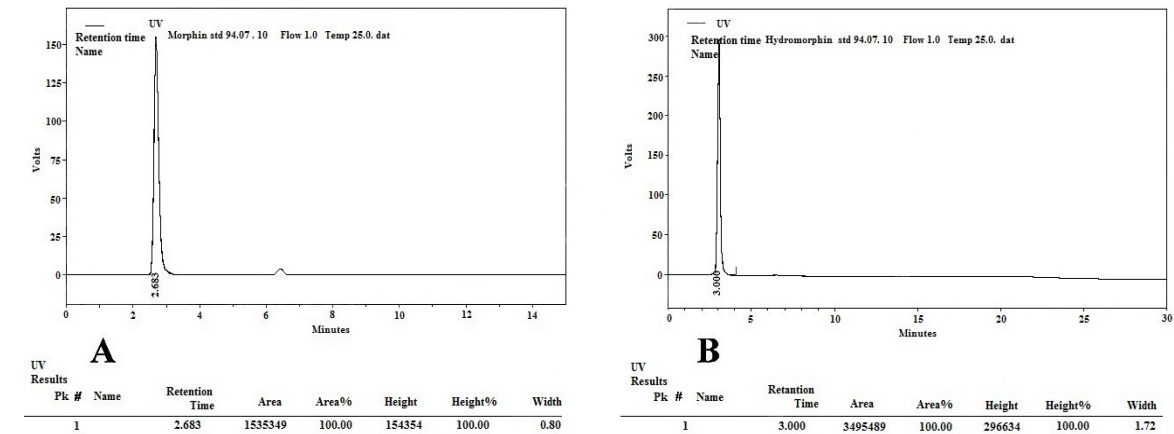 UV
Retention time
Name
Morphin std 94.07 . 10 Flow 1.0 Temp 25.0. dat
150
125
100
75
50
25
0
Volts
2.683
0 2 4 6 8 10 12 14
Minutes
A
UV
Results
Pk # Name Retention Time Area Area% Height Height% Width
1 2.683 1535349 100.00 154354 100.00 0.80
UV
Retention time
Name
Hydromorphin std 94.07. 10 Flow 1.0 Temp 25.0. dat
300
250
200
150
100
50
0
Volts
3.000
0 5 10 15 20 25 30
Minutes
B
UV
Results
Pk # Name Retantion Time Area Area% Height Height% Width
1 3.000 3495489 100.00 296634 100.00 1.72